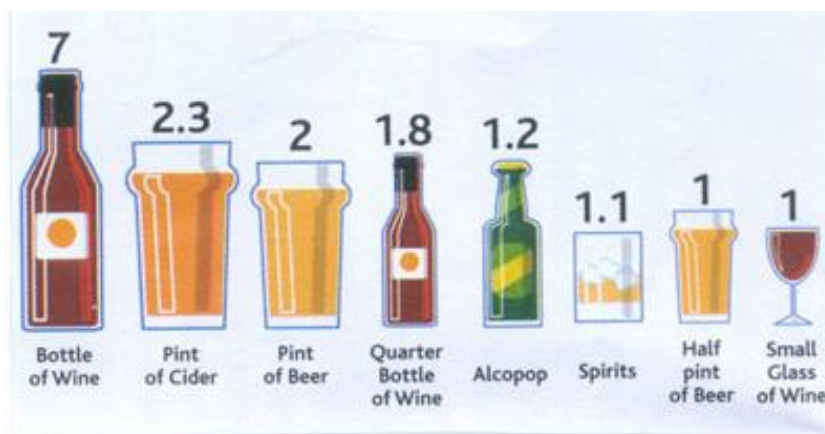 7
2.3
2
1.8
1.2
1.1
1
1
Bottle
of Wine
Pint
of Cider
Pint
of Beer
Quarter
Bottle
of Wine
Alcopop
Spirits
Half
pint
of Beer
Small
Glass
of Wine